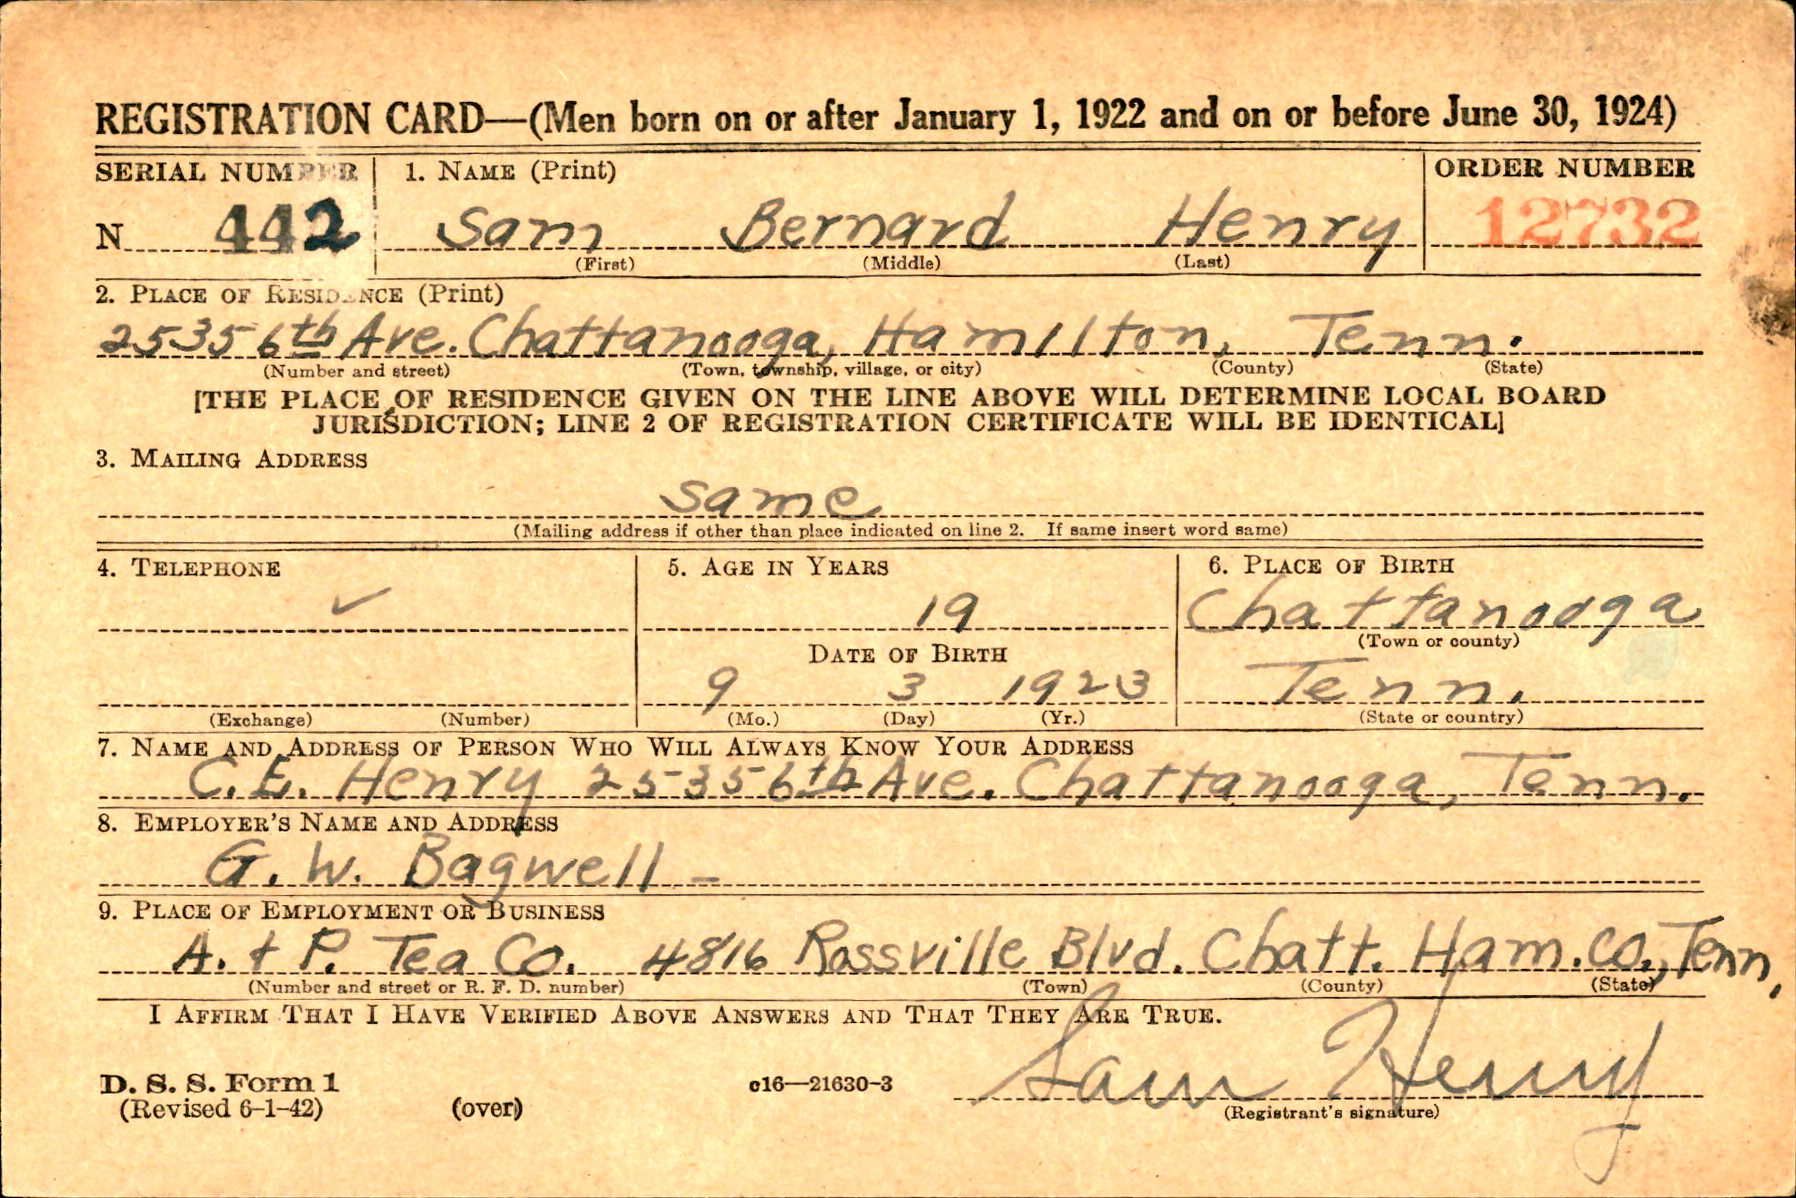 REGISTRATION CARD—(Men born on or after January 1, 1922 and on or before June 30, 1924)
SERIAL NUMBER 1. NAME (Print) ORDER NUMBER
N 442 Sam Bernard Henry 12732
(First) (Middle) (Last)
2. PLACE OF RESIDENCE (Print)
2535 6th Ave. Chattanooga, Hamilton, Tenn.
(Number and street) (Town, township, village, or city) (County) (State)
[THE PLACE OF RESIDENCE GIVEN ON THE LINE ABOVE WILL DETERMINE LOCAL BOARD
JURISDICTION; LINE 2 OF REGISTRATION CERTIFICATE WILL BE IDENTICAL]
3. MAILING ADDRESS
same
(Mailing address if other than place indicated on line 2. If same insert word same)
4. TELEPHONE 5. AGE IN YEARS 6. PLACE OF BIRTH
✓ 19 Chattanooga
(Town or county)
DATE OF BIRTH
9 3 1923 Tenn.
(Exchange) (Number) (Mo.) (Day) (Yr.) (State or country)
7. NAME AND ADDRESS OF PERSON WHO WILL ALWAYS KNOW YOUR ADDRESS
C. E. Henry 2535 6th Ave. Chattanooga, Tenn.
8. EMPLOYER'S NAME AND ADDRESS
G. W. Bagwell –
9. PLACE OF EMPLOYMENT OR BUSINESS
A. + P. Tea Co. 4816 Rossville Blvd. Chatt. Ham. Co., Tenn,
(Number and street or R. F. D. number) (Town) (County) (State)
I AFFIRM THAT I HAVE VERIFIED ABOVE ANSWERS AND THAT THEY ARE TRUE.
Sam Henry
D. S. S. Form 1 c16—21630-3
(Revised 6-1-42) (over) (Registrant's signature)